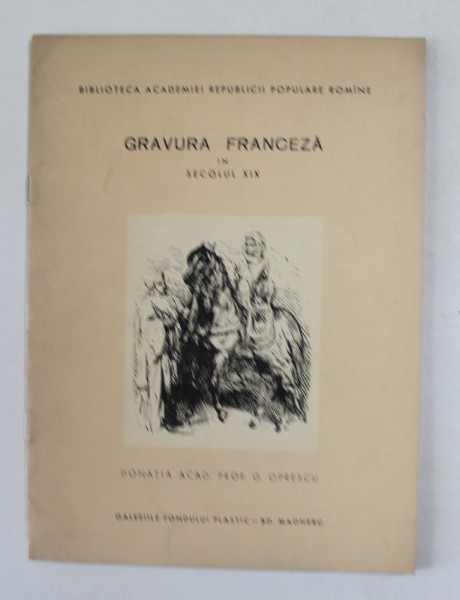 BIBLIOTECA ACADEMIEI REPUBLICII POPULARE ROMÎNE
GRAVURA FRANCEZĂ
IN
SECOLUL XIX
DONAȚIA ACAD. PROF. G. OPRESCU
GALERIILE FONDULUI PLASTIC — BD. MAGHERU